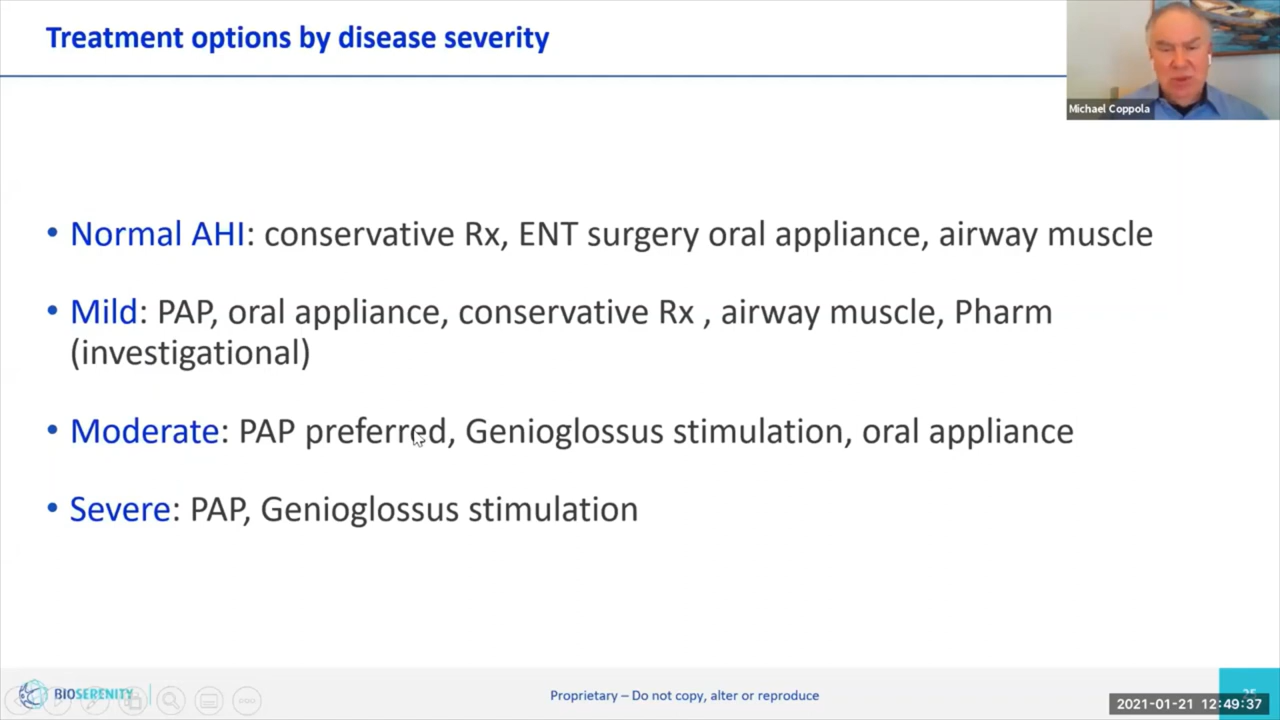 Treatment options by disease severity
Michael Coppola
• Normal AHI: conservative Rx, ENT surgery oral appliance, airway muscle
• Mild: PAP, oral appliance, conservative Rx , airway muscle, Pharm
(investigational)
• Moderate: PAP preferred, Genioglossus stimulation, oral appliance
• Severe: PAP, Genioglossus stimulation
BIOSERENITY
Proprietary – Do not copy, alter or reproduce
2021-01-21 12:49:37